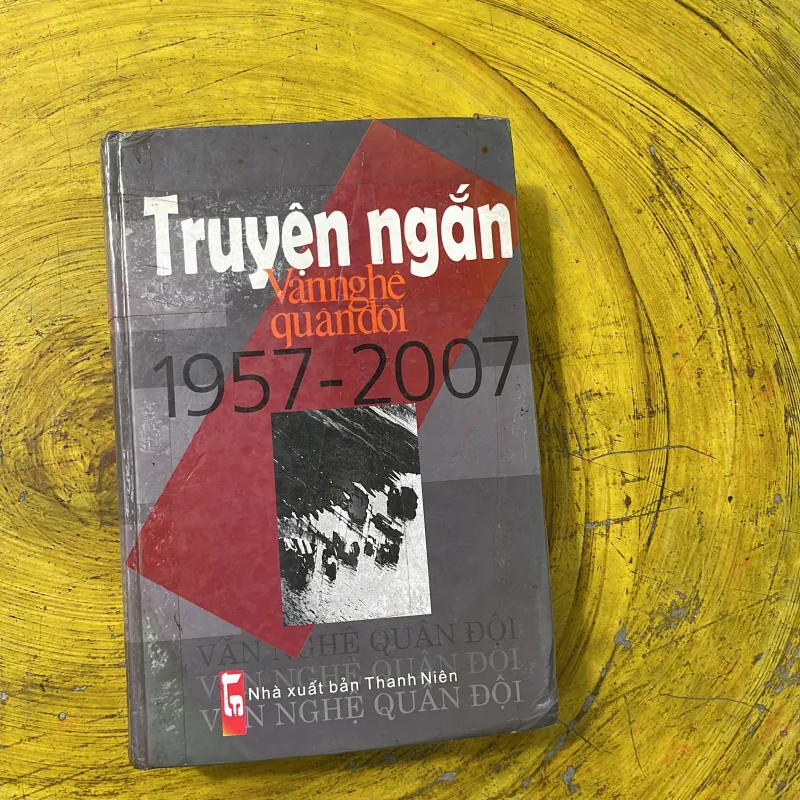 Truyện ngắn
Văn nghệ
quân đội
1957-2007
VĂN NGHỆ QUÂN ĐỘI
VĂN NGHỆ QUÂN ĐỘI
Nhà xuất bản Thanh Niên
VĂN NGHỆ QUÂN ĐỘI